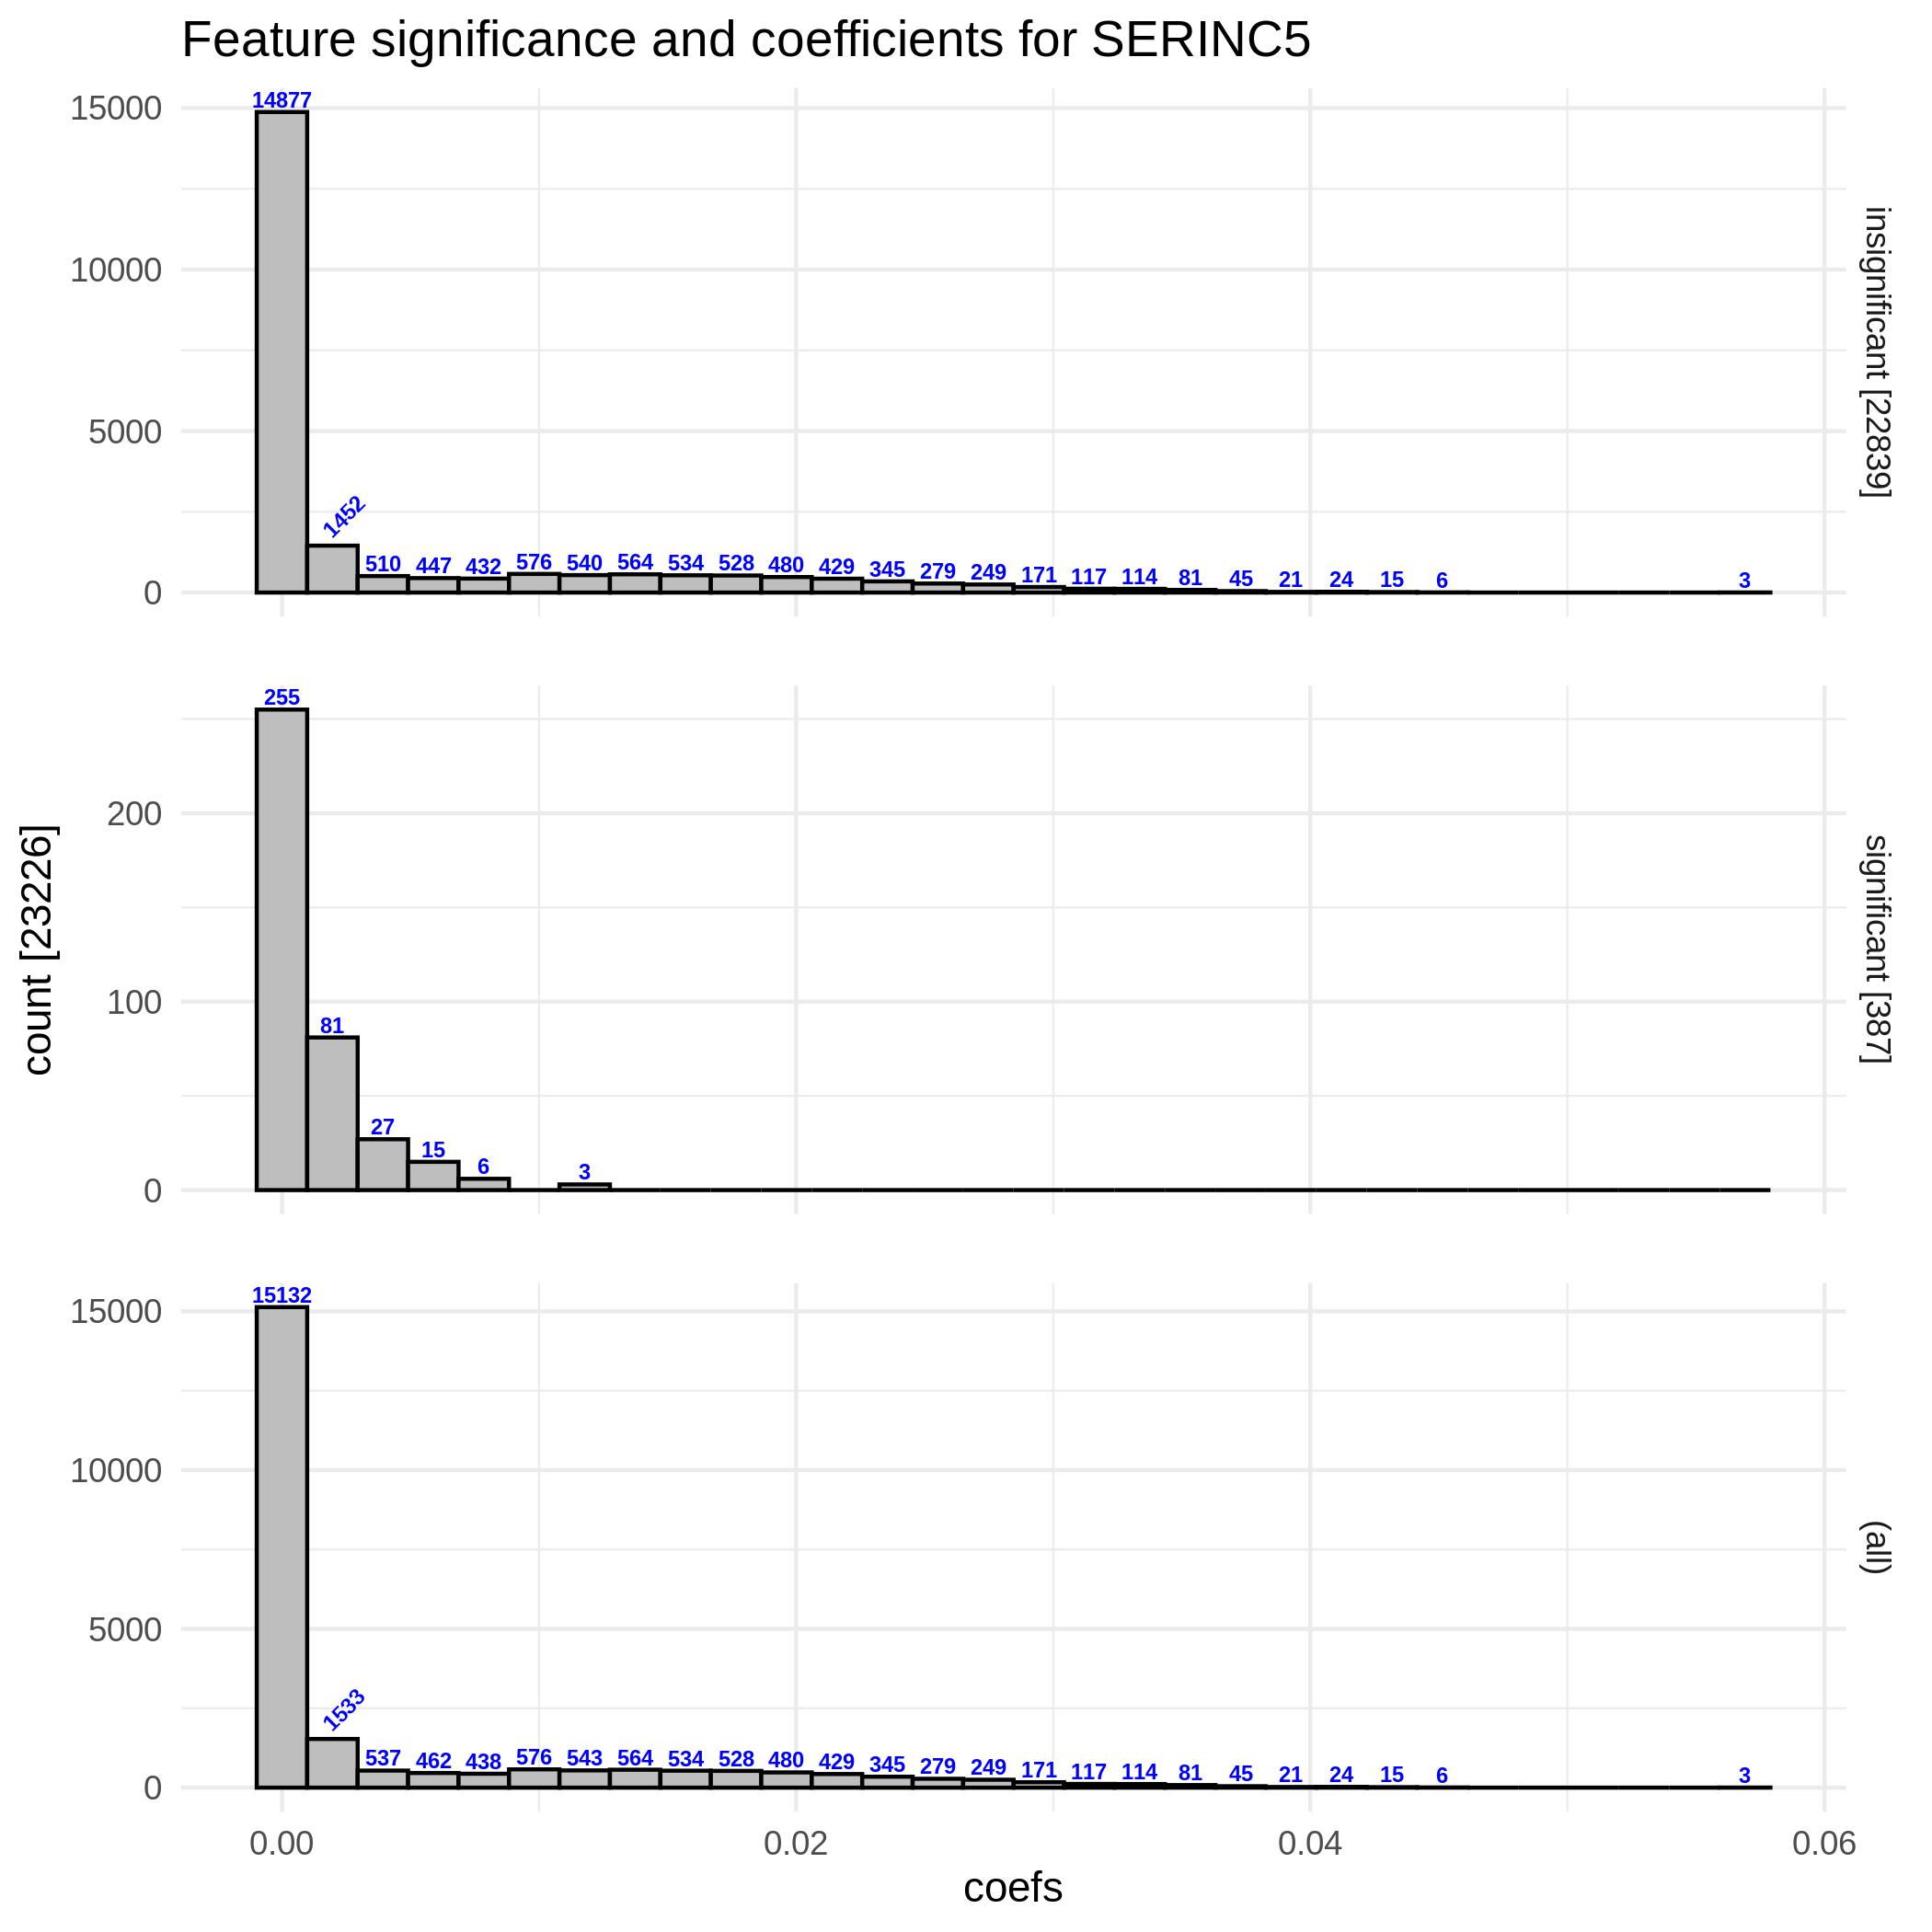 Feature significance and coefficients for SERINC5
15000
10000
5000
0
14877
1452
510 447 432 576 540 564 534 528 480 429 345 279 249 171 117 114 81 45 21 24 15 6 3
insignificant [22839]
count [23226]
200
100
0
255
81
27
15
6
3
significant [387]
15000
10000
5000
0
15132
1533
537 462 438 576 543 564 534 528 480 429 345 279 249 171 117 114 81 45 21 24 15 6 3
(all)
0.00 0.02 0.04 0.06
coefs